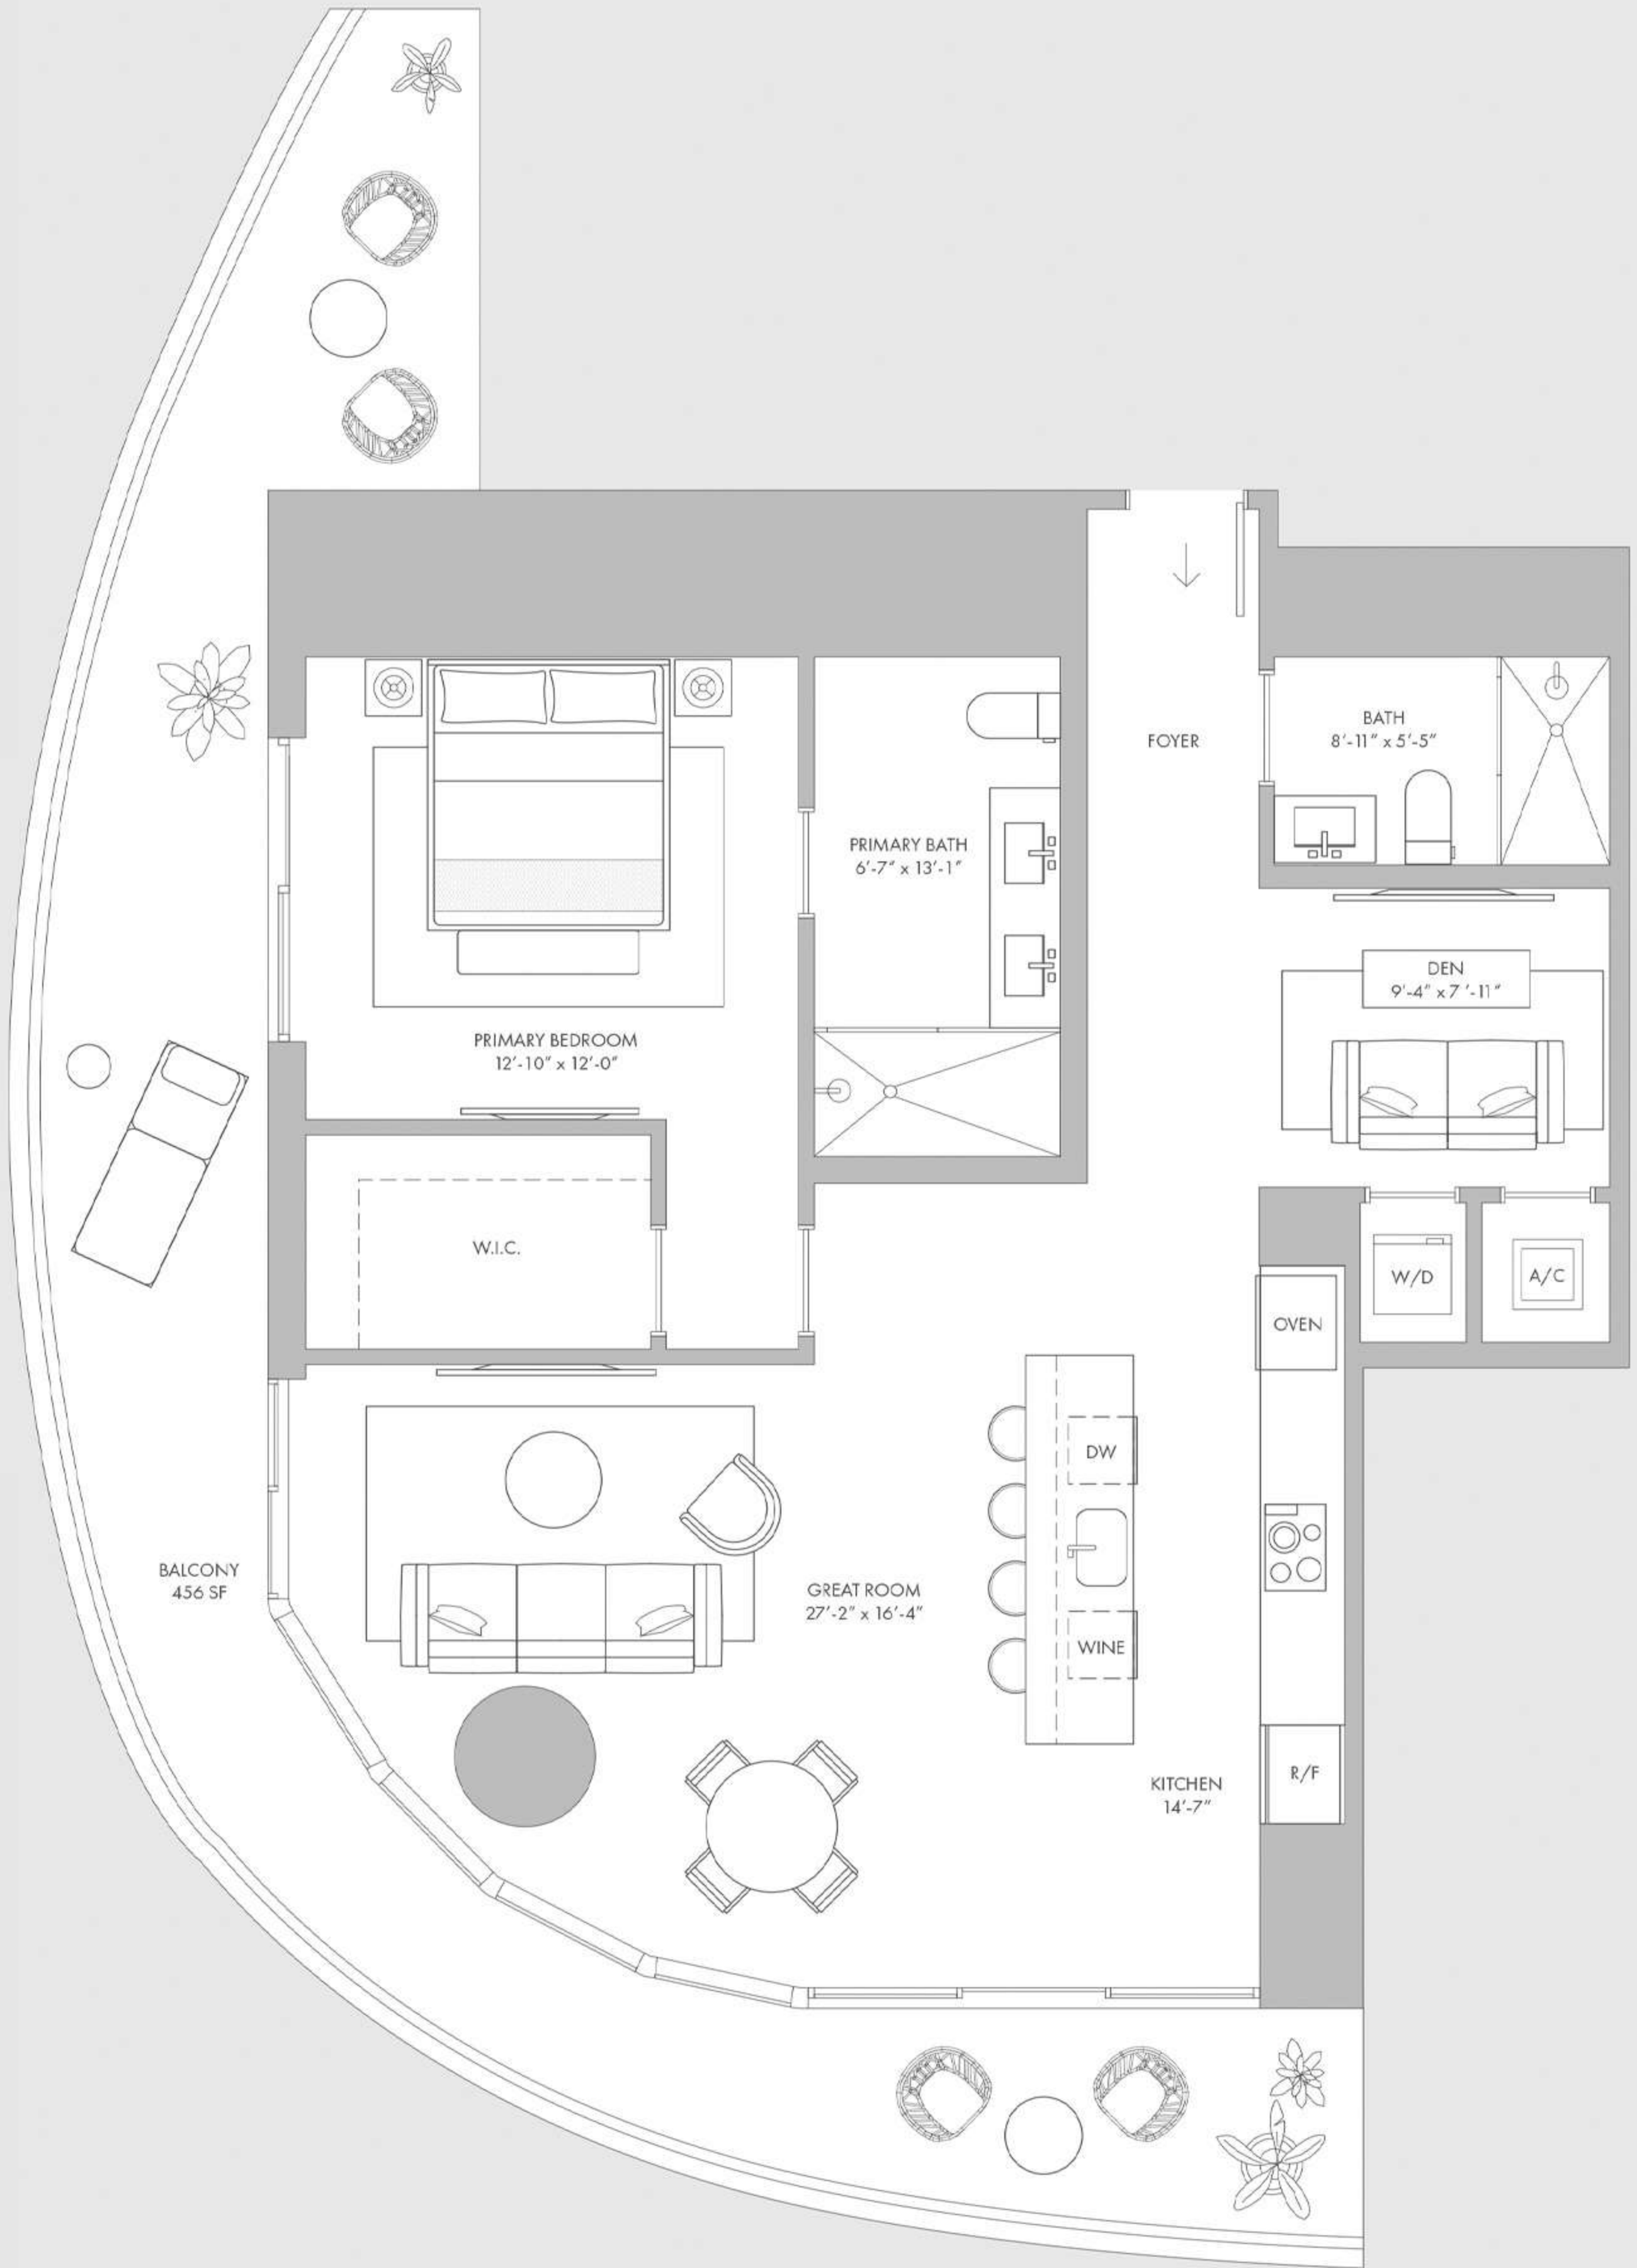 FOYER
BATH
8'-11" x 5'-5"
PRIMARY BATH
6'-7" x 13'-1"
DEN
9'-4" x 7 '-11"
PRIMARY BEDROOM
12'-10" x 12'-0"
W.I.C.
W/D
A/C
OVEN
DW
BALCONY
456 SF
GREAT ROOM
27'-2" x 16'-4"
WINE
KITCHEN
14'-7"
R/F